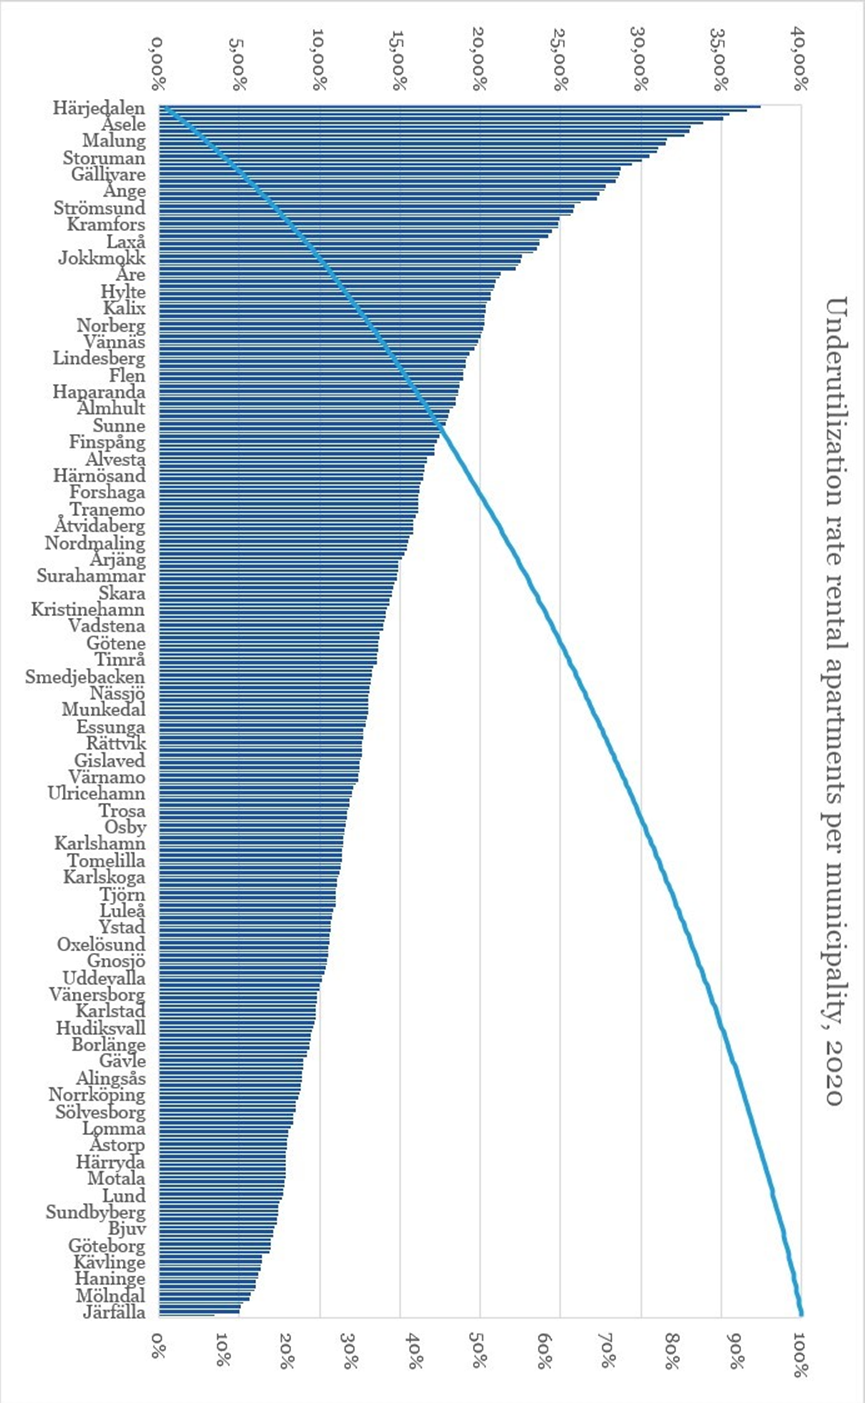 Underutilization rate rental apartments per municipality, 2020
0,00%
5,00%
10,00%
15,00%
20,00%
25,00%
30,00%
35,00%
40,00%
Härjedalen
Åsele
Malung
Storuman
Gällivare
Ånge
Strömsund
Kramfors
Laxå
Jokkmokk
Åre
Hylte
Kalix
Norberg
Vännäs
Lindesberg
Flen
Haparanda
Älmhult
Sunne
Finspång
Alvesta
Härnösand
Forshaga
Tranemo
Åtvidaberg
Nordmaling
Årjäng
Surahammar
Skara
Kristinehamn
Vadstena
Götene
Timrå
Smedjebacken
Nässjö
Munkedal
Essunga
Rättvik
Gislaved
Värnamo
Ulricehamn
Trosa
Osby
Karlshamn
Tomelilla
Karlskoga
Tjörn
Luleå
Ystad
Oxelösund
Gnosjö
Uddevalla
Vänersborg
Karlstad
Hudiksvall
Borlänge
Gävle
Alingsås
Norrköping
Sölvesborg
Lomma
Åstorp
Härryda
Motala
Lund
Sundbyberg
Bjuv
Göteborg
Kävlinge
Haninge
Mölndal
Järfälla
0%
10%
20%
30%
40%
50%
60%
70%
80%
90%
100%